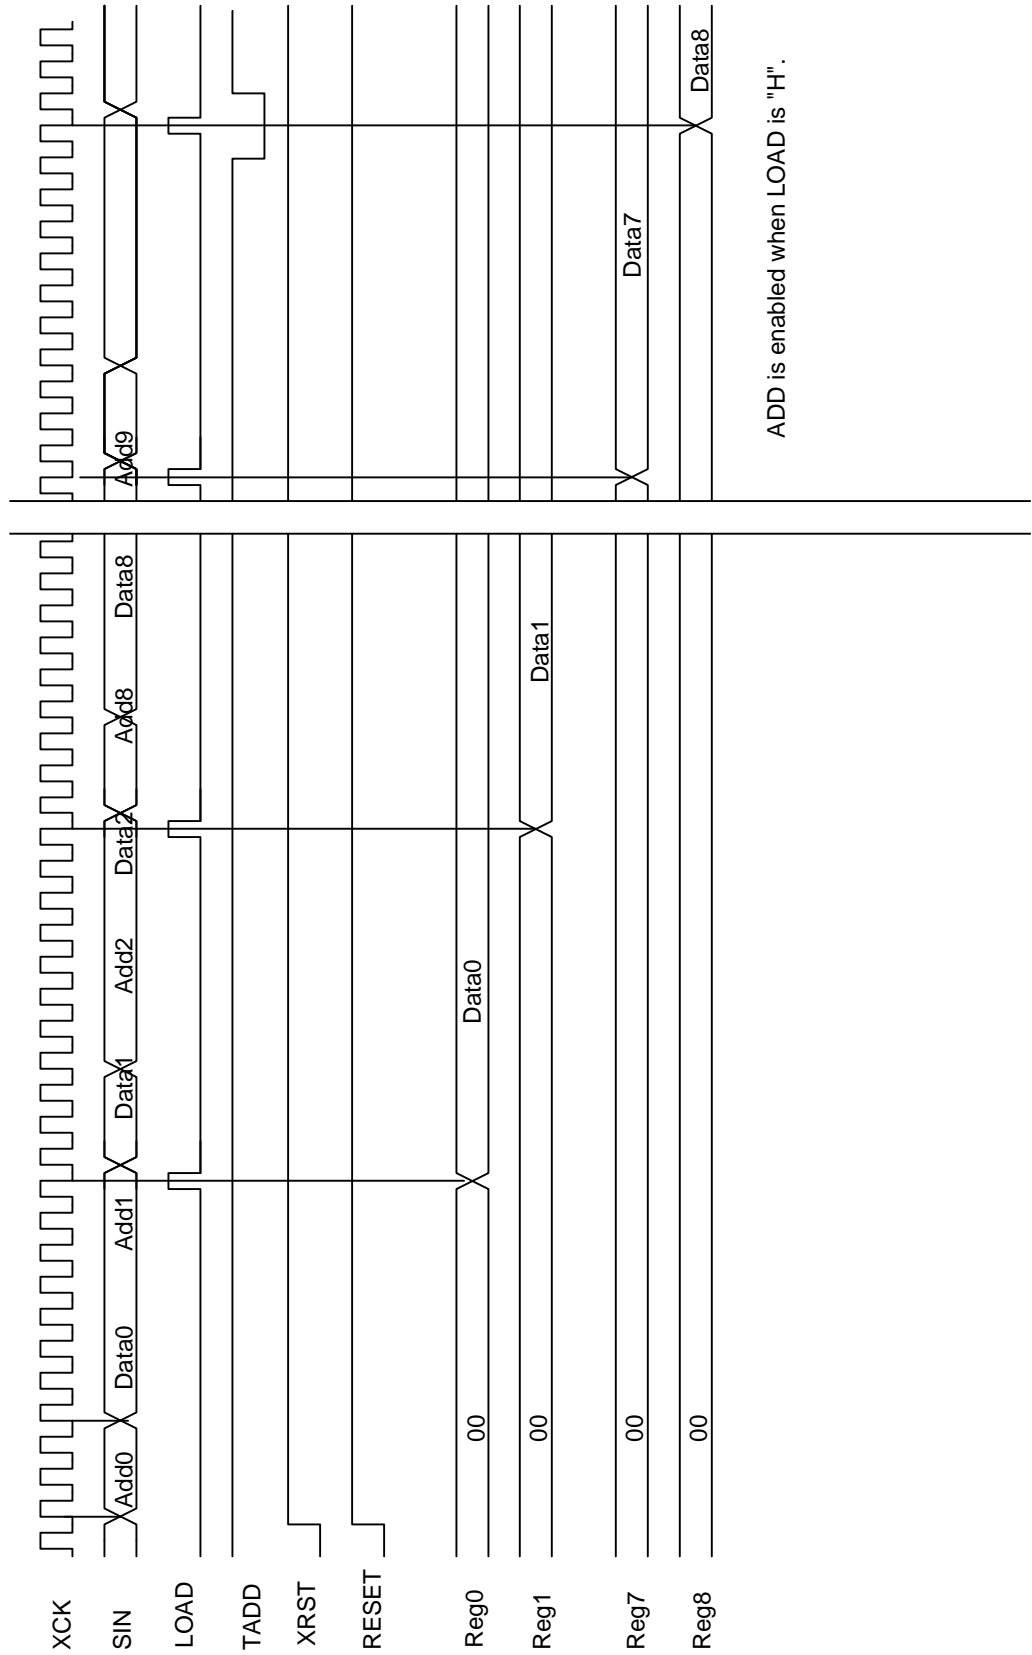 XCK
SIN
Add0
Data0
Add1
Data1
Add2
Data2
Add8
Data8
Add9
LOAD
TADD
XRST
RESET
Reg0
00
Data0
Reg1
00
Data1
Reg7
00
Data7
Reg8
00
Data8
ADD is enabled when LOAD is "H".